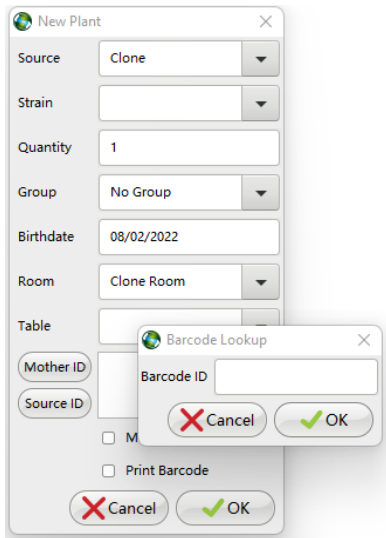 New Plant
Source Clone
Strain
Quantity 1
Group No Group
Birthdate 08/02/2022
Room Clone Room
Table
Mother ID
Source ID
M
Print Barcode
Cancel OK
Barcode Lookup
Barcode ID
Cancel OK